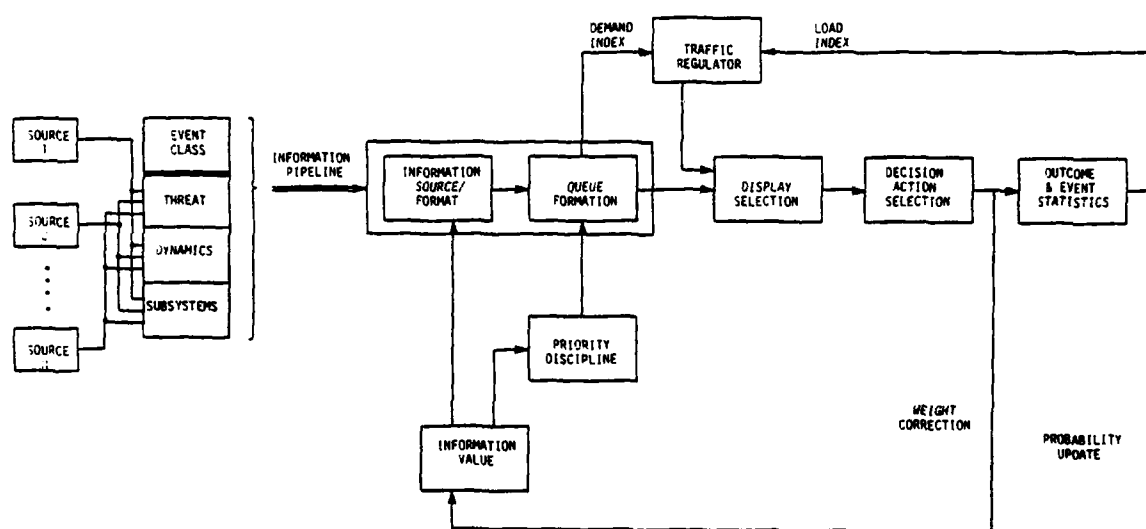 DEMAND
INDEX
TRAFFIC
REGULATOR
LOAD
INDEX
SOURCE
1
EVENT
CLASS
INFORMATION
PIPELINE
INFORMATION
SOURCE/
FORMAT
QUEUE
FORMATION
DISPLAY
SELECTION
DECISION
ACTION
SELECTION
OUTCOME
& EVENT
STATISTICS
THREAT
SOURCE
DYNAMICS
SUBSYSTEMS
SOURCE
PRIORITY
DISCIPLINE
INFORMATION
VALUE
WEIGHT
CORRECTION
PROBABILITY
UPDATE